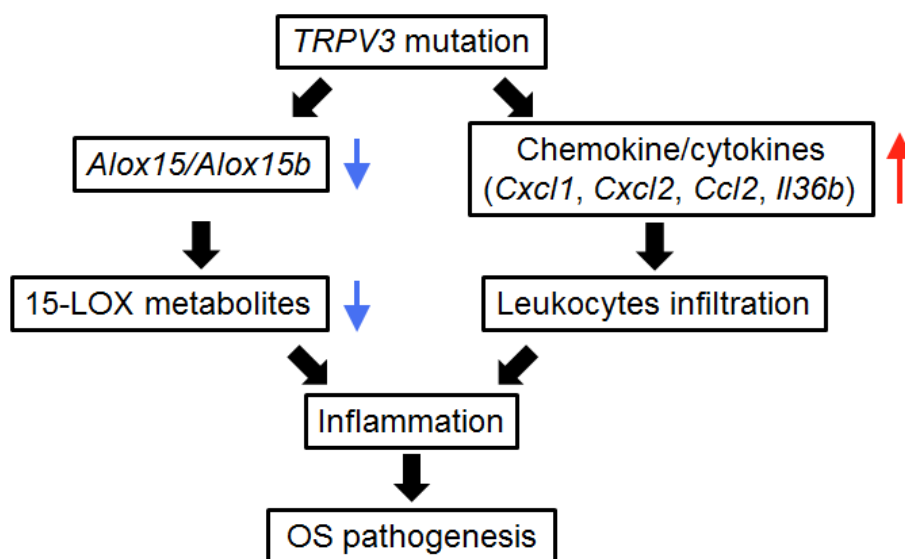 TRPV3 mutation
Alox15/Alox15b
Chemokine/cytokines
(Cxcl1, Cxcl2, Ccl2, Il36b)
15-LOX metabolites
Leukocytes infiltration
Inflammation
OS pathogenesis